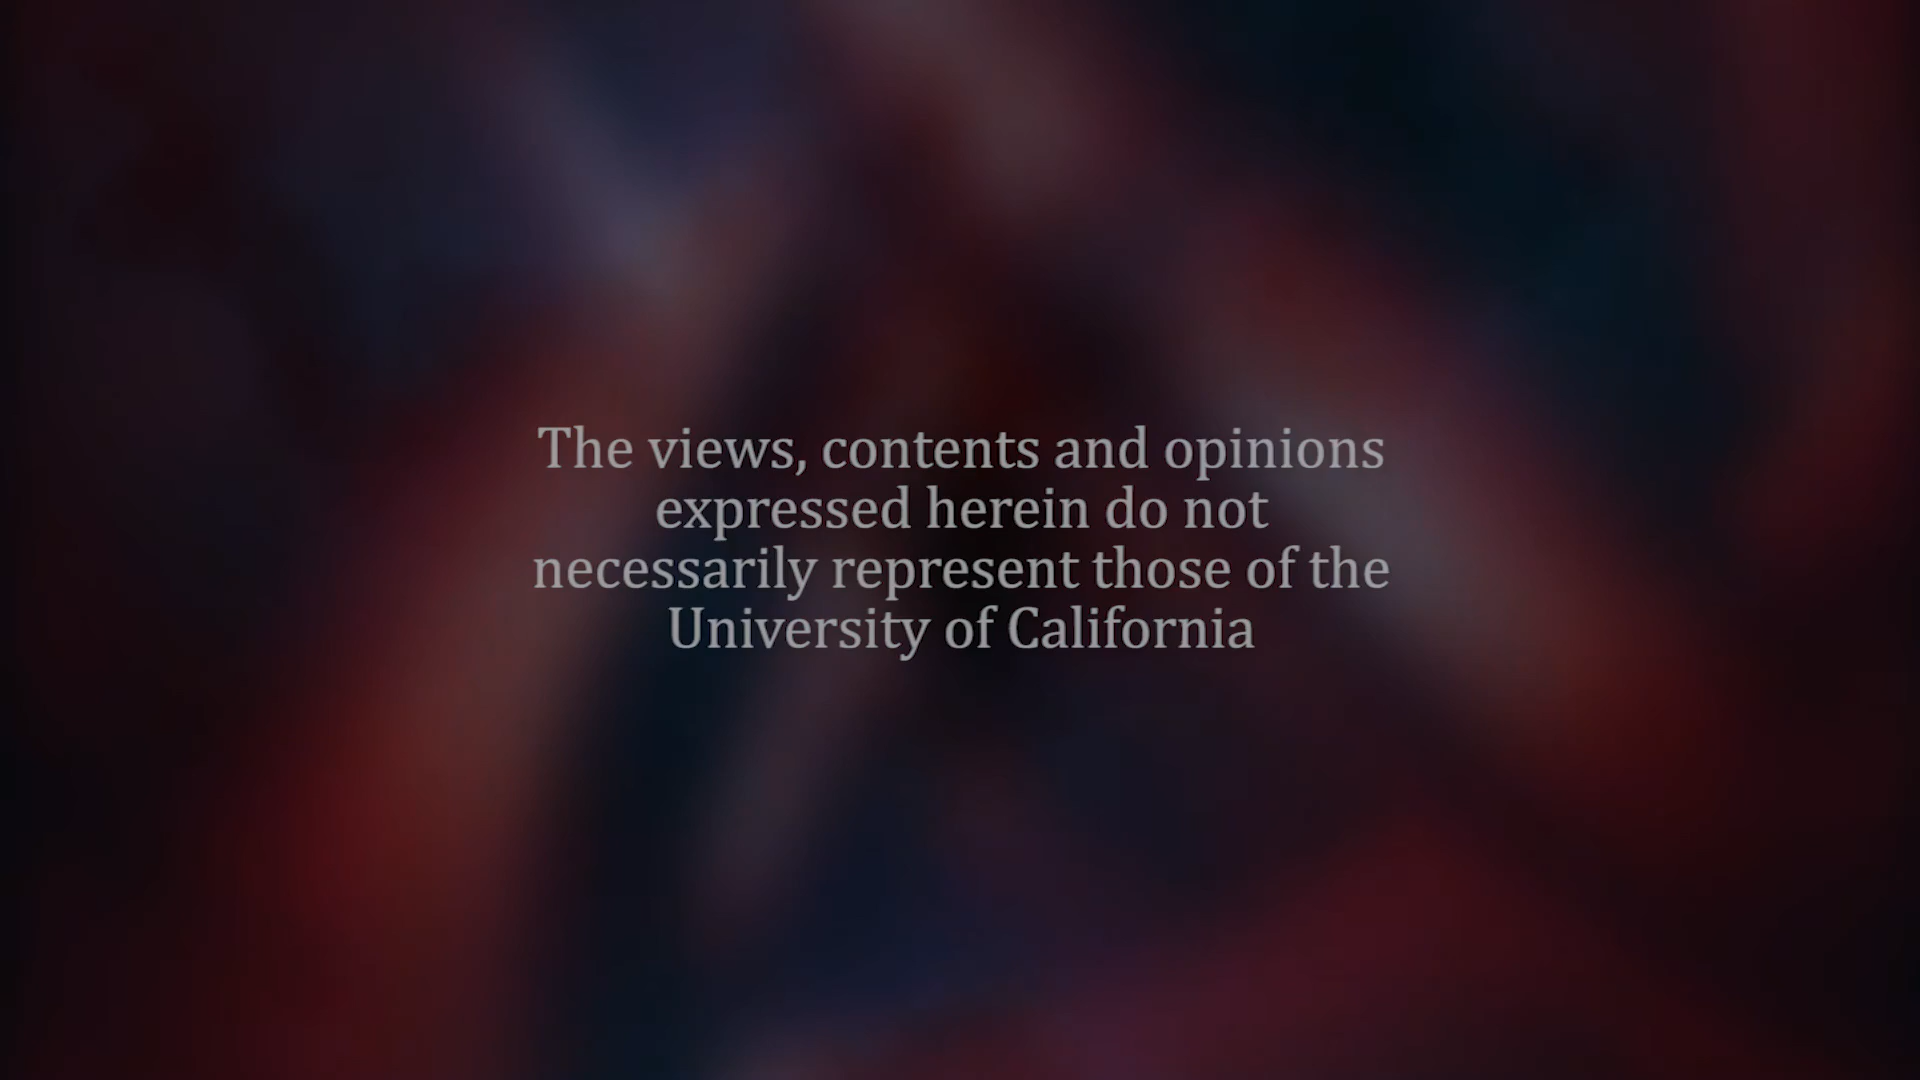 The views, contents and opinions
expressed herein do not
necessarily represent those of the
University of California